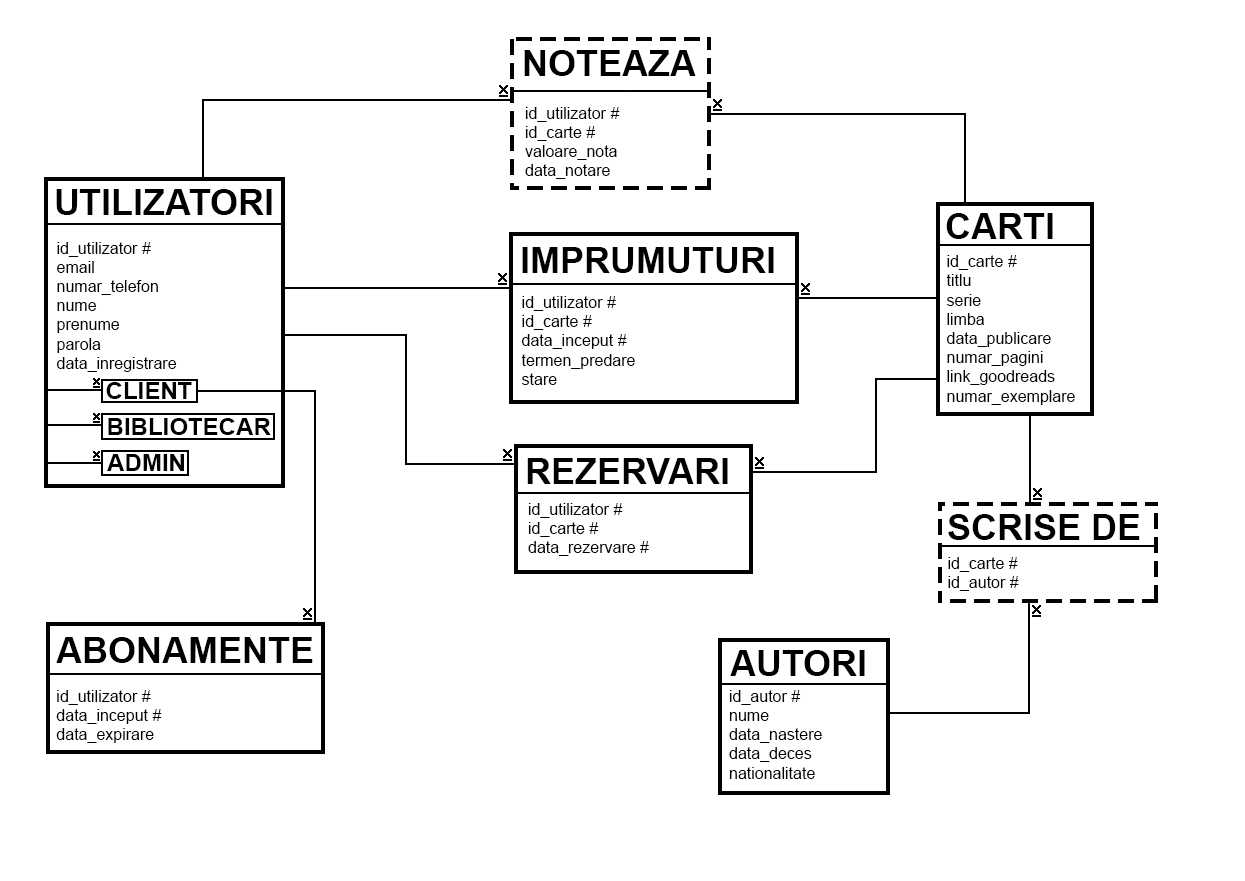 NOTEAZA
id_utilizator #
id_carte #
valoare_nota
data_notare
UTILIZATORI
id_utilizator #
email
numar_telefon
nume
prenume
parola
data_inregistrare
x CLIENT
x BIBLIOTECAR
x ADMIN
IMPRUMUTURI
id_utilizator #
id_carte #
data_inceput #
termen_predare
stare
CARTI
id_carte #
titlu
serie
limba
data_publicare
numar_pagini
link_goodreads
numar_exemplare
REZERVARI
id_utilizator #
id_carte #
data_rezervare #
SCRISE DE
id_carte #
id_autor #
ABONAMENTE
id_utilizator #
data_inceput #
data_expirare
AUTORI
id_autor #
nume
data_nastere
data_deces
nationalitate
x
x
x
x
x
x
x
x
x